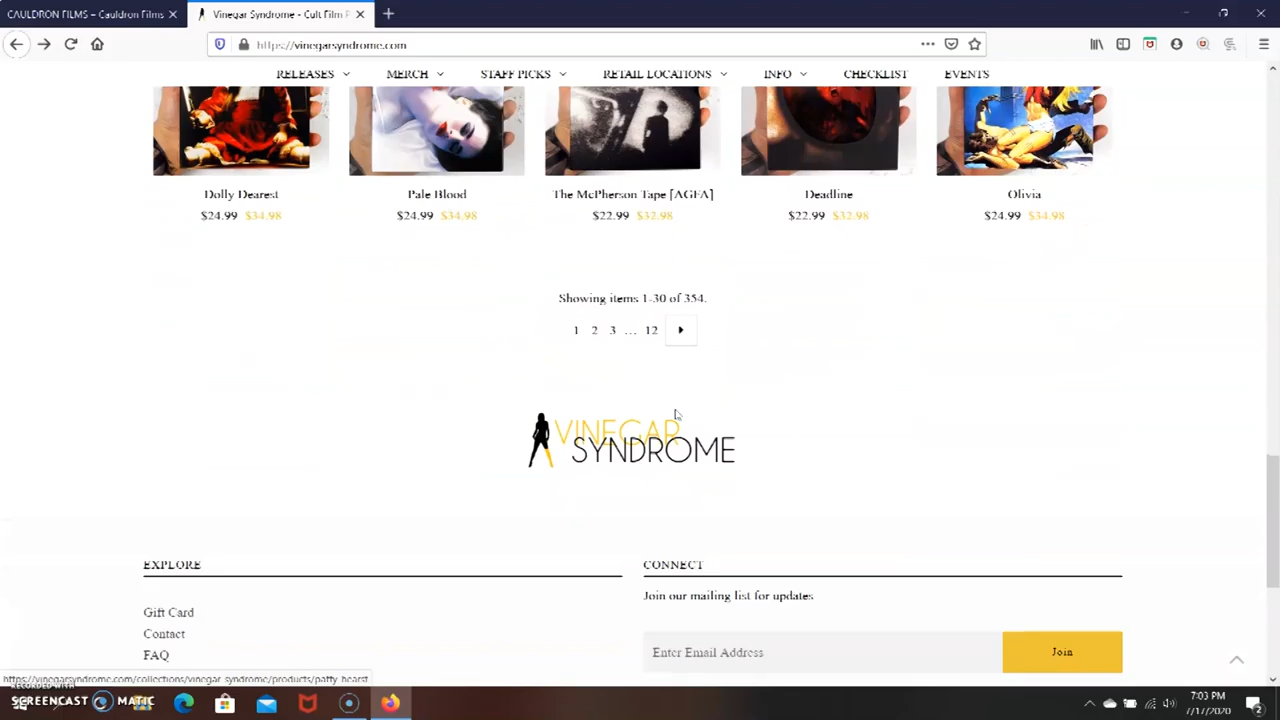 CAULDRON FILMS – Cauldron Films
Vinegar Syndrome - Cult Film F
https://vinegarsyndrome.com
RELEASES MERCH STAFF PICKS RETAIL LOCATIONS INFO CHECKLIST EVENTS
Dolly Dearest Pale Blood The McPherson Tape [AGFA] Deadline Olivia
$24.99 $34.98 $24.99 $34.98 $22.99 $32.98 $22.99 $32.98 $24.99 $34.98
Showing items 1-30 of 354.
1 2 3 ... 12
VINEGAR
SYNDROME
EXPLORE CONNECT
Join our mailing list for updates
Gift Card
Contact
FAQ
Enter Email Address Join
https://vinegarsyndrome.com/collections/vinegar-syndrome/products/patty-hearst
RECORDED WITH
SCREENCAST MATIC
7:03 PM
7/17/2020
2